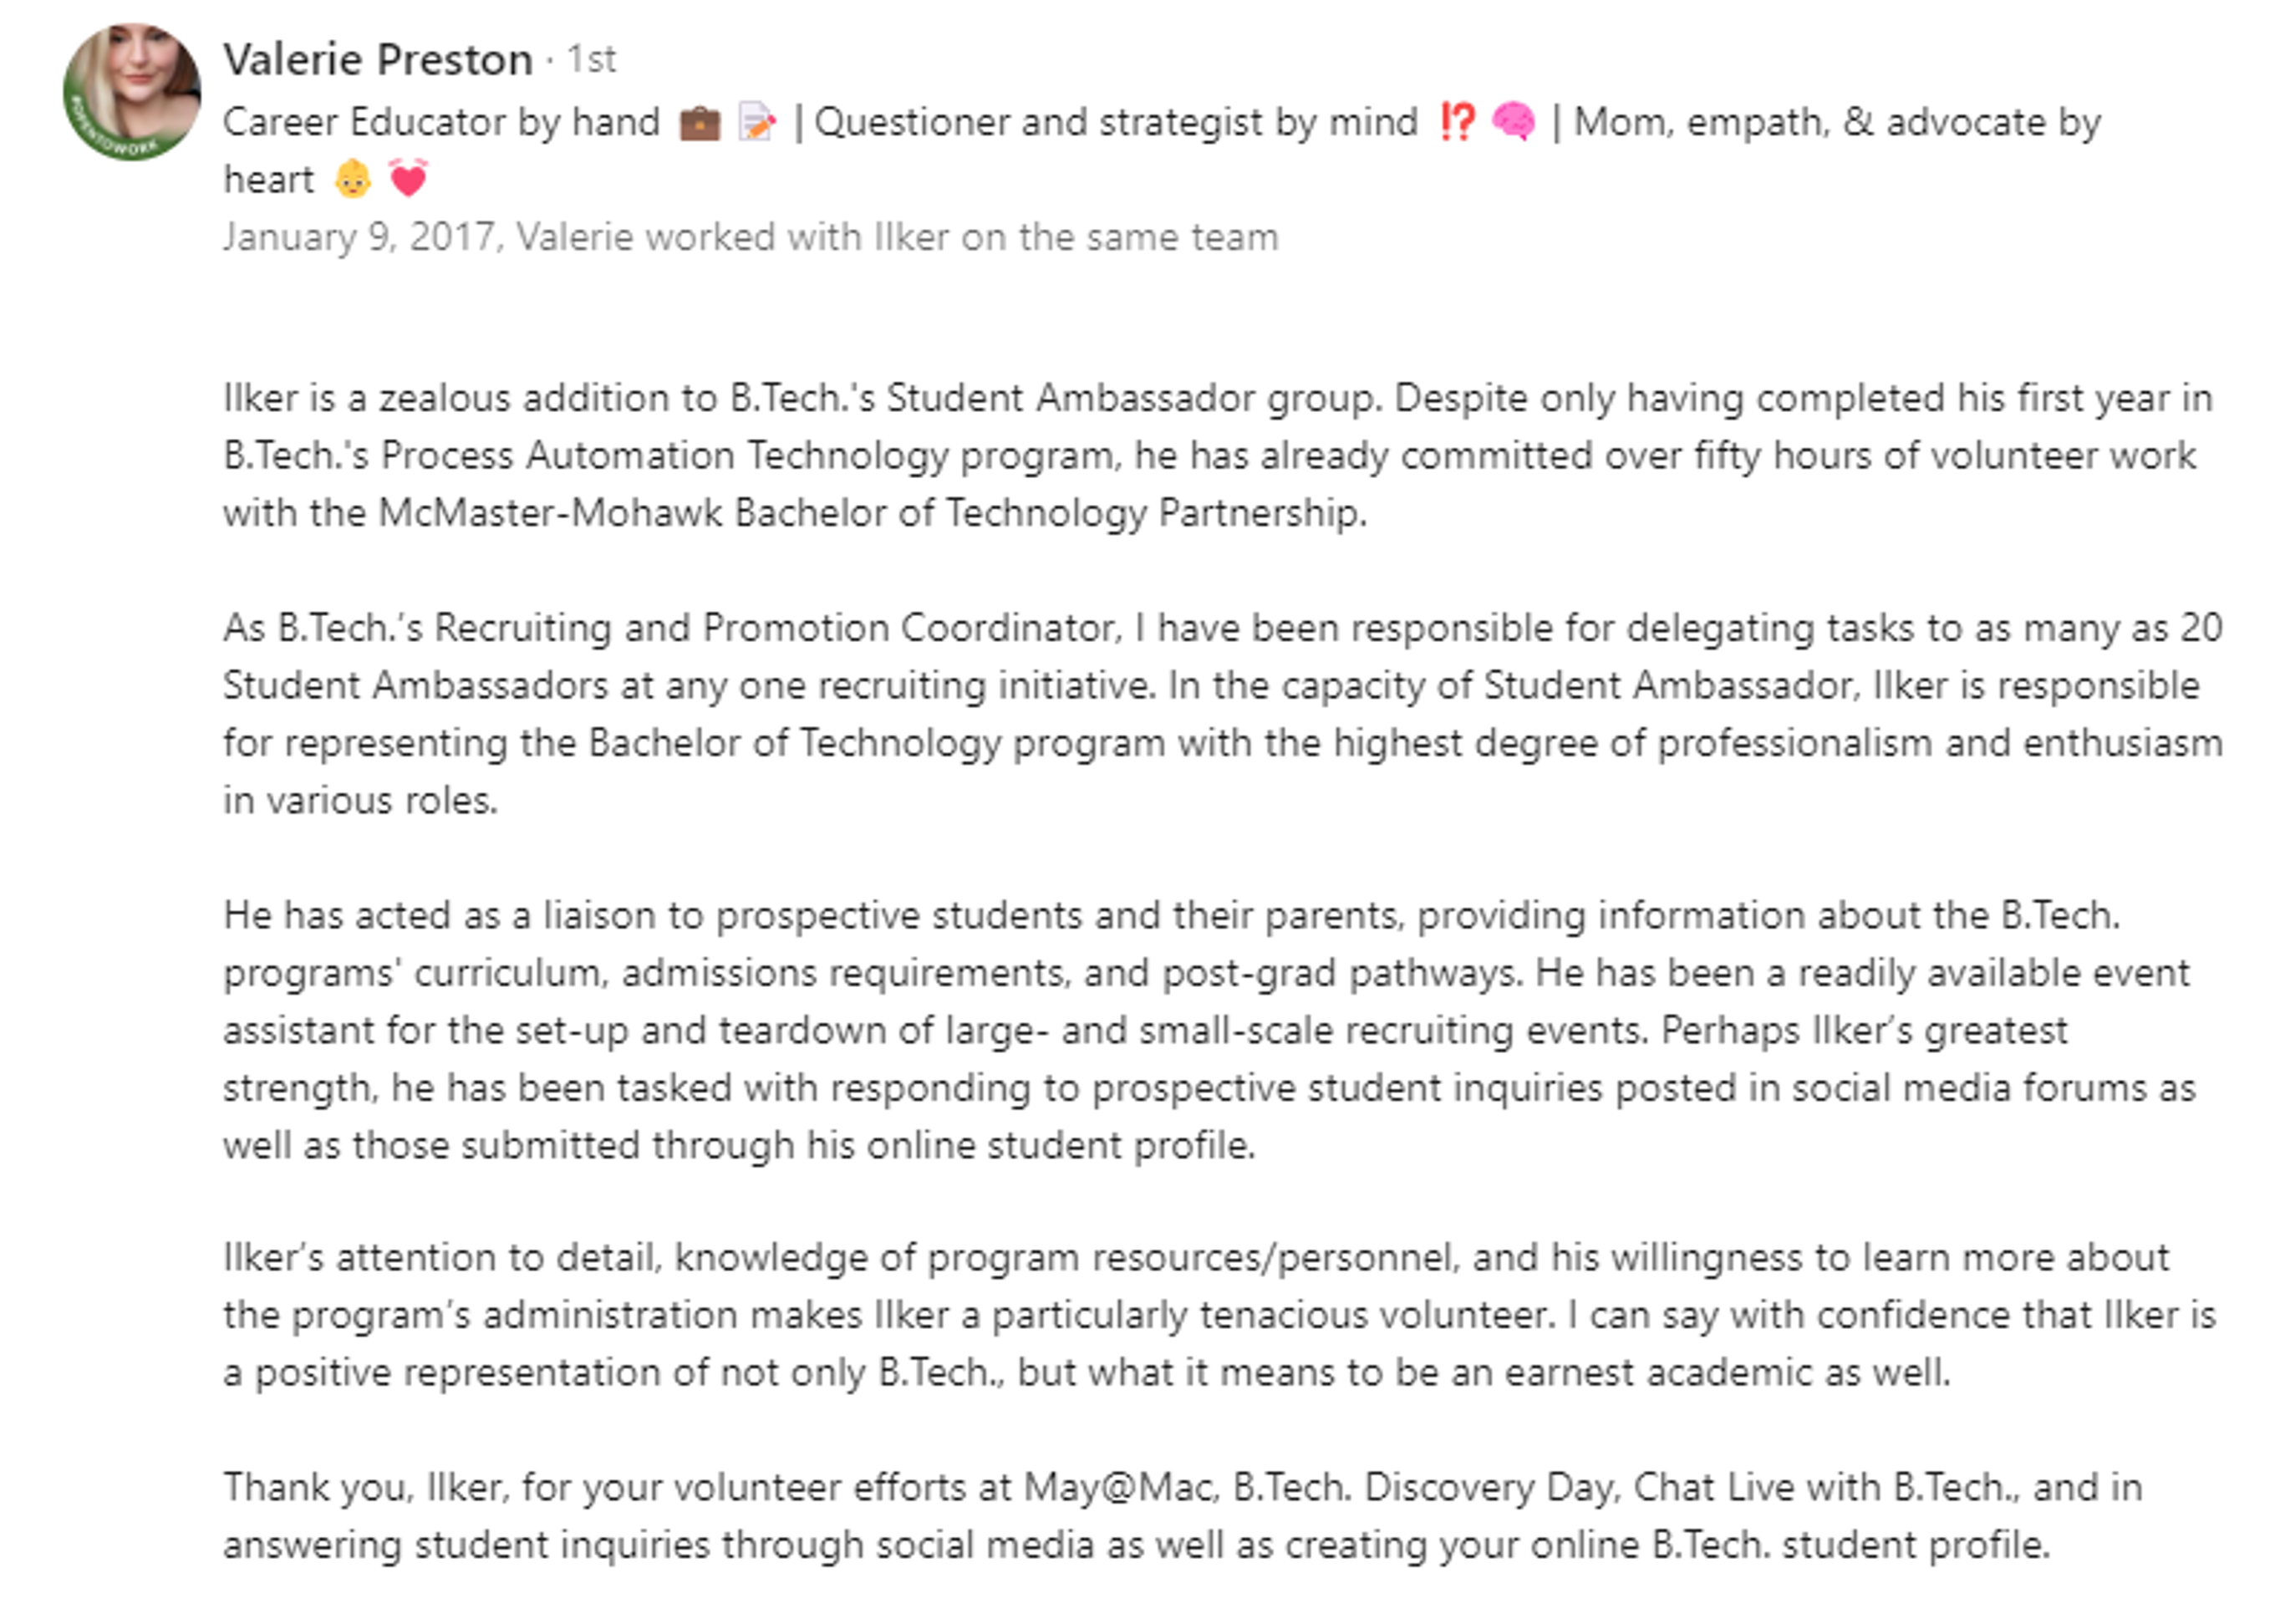 Valerie Preston · 1st
Career Educator by hand 💼 📝 | Questioner and strategist by mind ⁉️ 🧠 | Mom, empath, & advocate by
heart 👶 💓
#OPENTOWORK
January 9, 2017, Valerie worked with Ilker on the same team
Ilker is a zealous addition to B.Tech.'s Student Ambassador group. Despite only having completed his first year in
B.Tech.'s Process Automation Technology program, he has already committed over fifty hours of volunteer work
with the McMaster-Mohawk Bachelor of Technology Partnership.
As B.Tech.’s Recruiting and Promotion Coordinator, I have been responsible for delegating tasks to as many as 20
Student Ambassadors at any one recruiting initiative. In the capacity of Student Ambassador, Ilker is responsible
for representing the Bachelor of Technology program with the highest degree of professionalism and enthusiasm
in various roles.
He has acted as a liaison to prospective students and their parents, providing information about the B.Tech.
programs' curriculum, admissions requirements, and post-grad pathways. He has been a readily available event
assistant for the set-up and teardown of large- and small-scale recruiting events. Perhaps Ilker’s greatest
strength, he has been tasked with responding to prospective student inquiries posted in social media forums as
well as those submitted through his online student profile.
Ilker’s attention to detail, knowledge of program resources/personnel, and his willingness to learn more about
the program’s administration makes Ilker a particularly tenacious volunteer. I can say with confidence that Ilker is
a positive representation of not only B.Tech., but what it means to be an earnest academic as well.
Thank you, Ilker, for your volunteer efforts at May@Mac, B.Tech. Discovery Day, Chat Live with B.Tech., and in
answering student inquiries through social media as well as creating your online B.Tech. student profile.